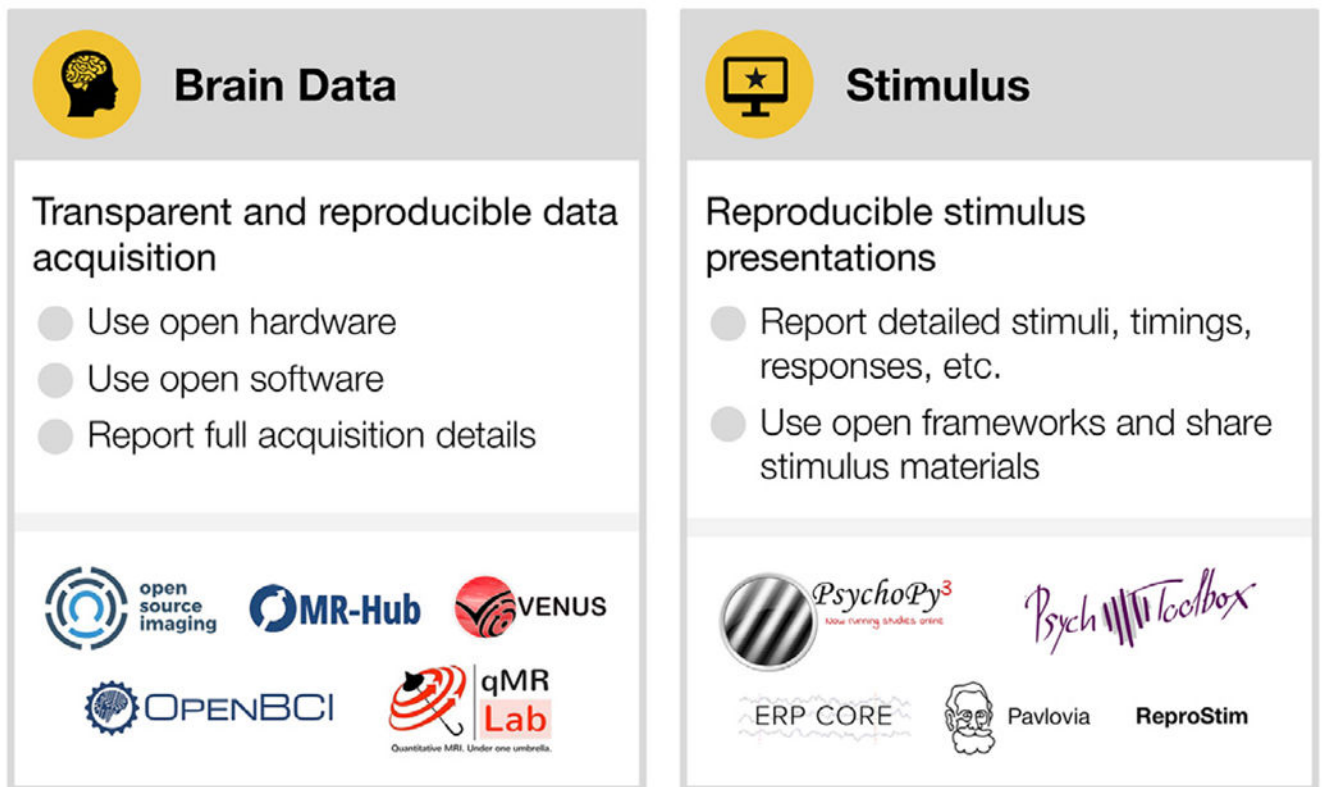 Brain Data
Transparent and reproducible data
acquisition
Use open hardware
Use open software
Report full acquisition details
open
source
imaging
MR-Hub
VENUS
OPENBCI
qMR
Lab
Quantitative MRI. Under one umbrella.
Stimulus
Reproducible stimulus
presentations
Report detailed stimuli, timings,
responses, etc.
Use open frameworks and share
stimulus materials
PsychoPy3
Now running studies online
Psych Toolbox
ERP CORE
Pavlovia
ReproStim